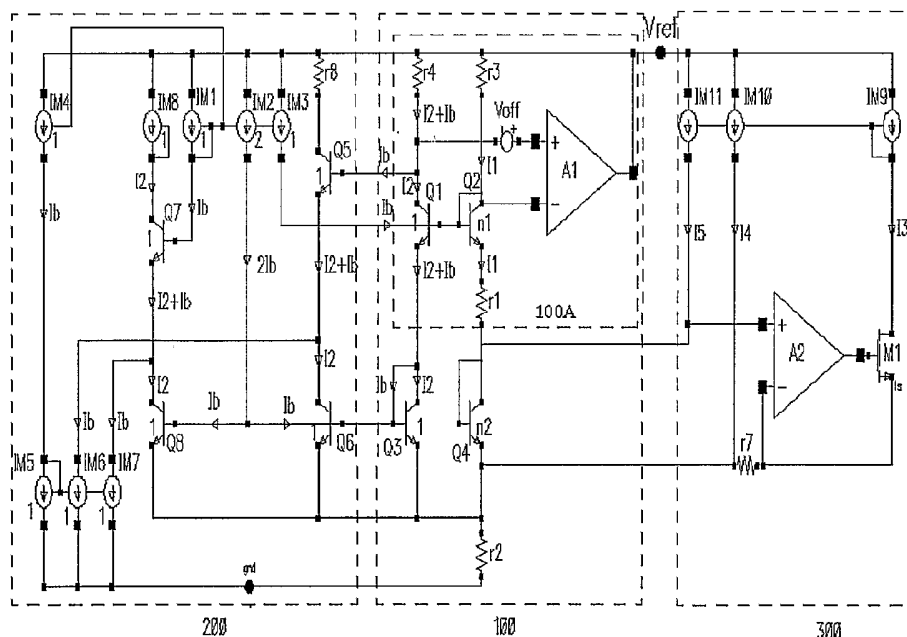 Vref
r8
r4
r3
IM4
IM8
IM1
IM2
IM3
IM11
IM10
IM9
I2+Ib
Voff
+
+
A1
−
1
1
2
1
Q5
Ib
1
I2
I1
Q1
Q2
I2
Q7
Ib
Ib
Ib
1
n1
I5
I4
I3
1
2Ib
I2+Ib
I2+Ib
I1
I2+Ib
r1
100A
+
A2
M1
−
Is
I2
I2
Ib
I2
Ib
Ib
Ib
Ib
1
Q8
1
Q6
Q3
1
Q4
n2
r7
IM5
IM6
IM7
1
1
1
r2
gnd
200
100
300